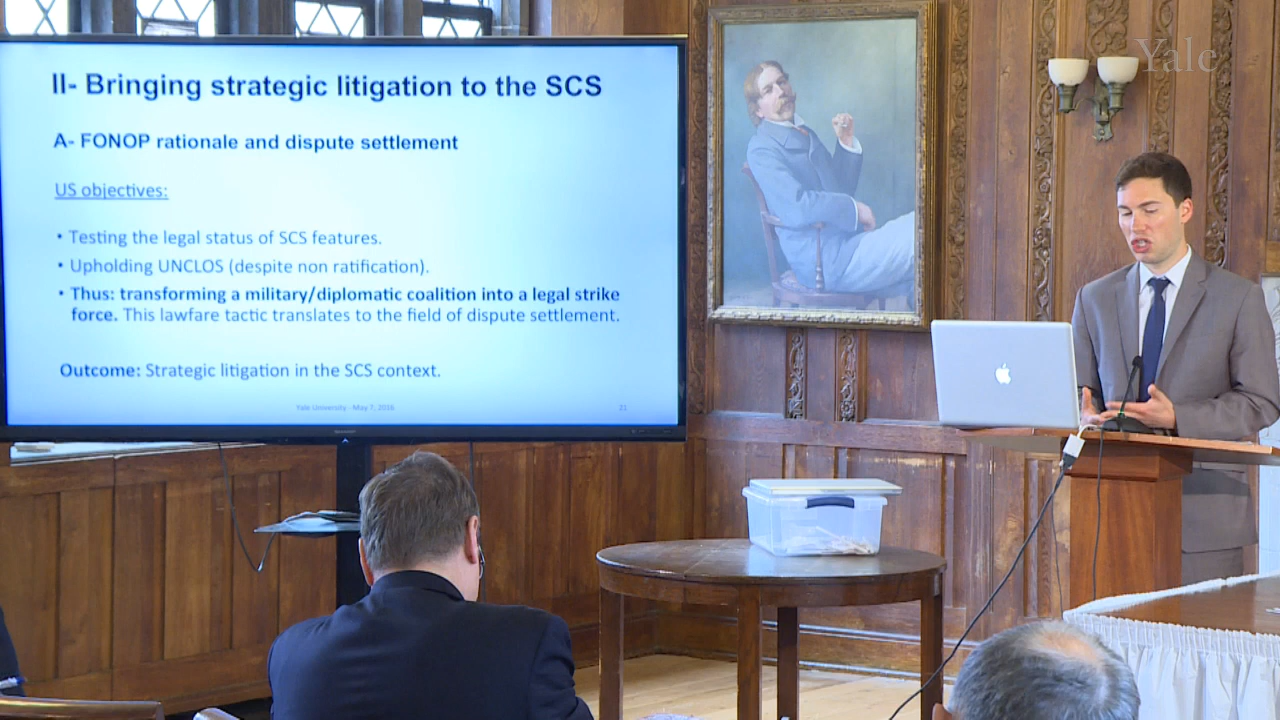 II- Bringing strategic litigation to the SCS
A- FONOP rationale and dispute settlement
US objectives:
• Testing the legal status of SCS features.
• Upholding UNCLOS (despite non ratification).
• Thus: transforming a military/diplomatic coalition into a legal strike
force. This lawfare tactic translates to the field of dispute settlement.
Outcome: Strategic litigation in the SCS context.
Yale University - May 7, 2016
21
Yale